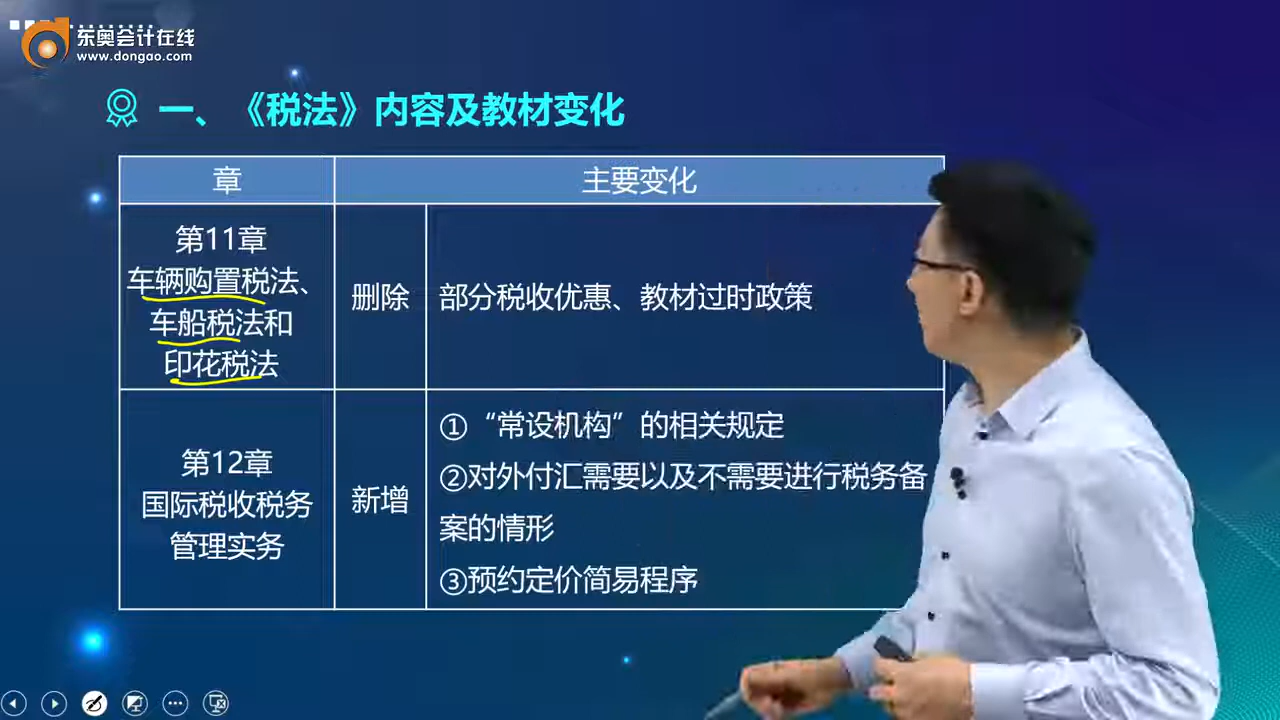 东奥会计在线
www.dongao.com
一、《税法》内容及教材变化
章
主要变化
第11章
车辆购置税法、
车船税法和
印花税法
删除
部分税收优惠、教材过时政策
第12章
国际税收税务
管理实务
新增
①“常设机构”的相关规定
②对外付汇需要以及不需要进行税务备
案的情形
③预约定价简易程序